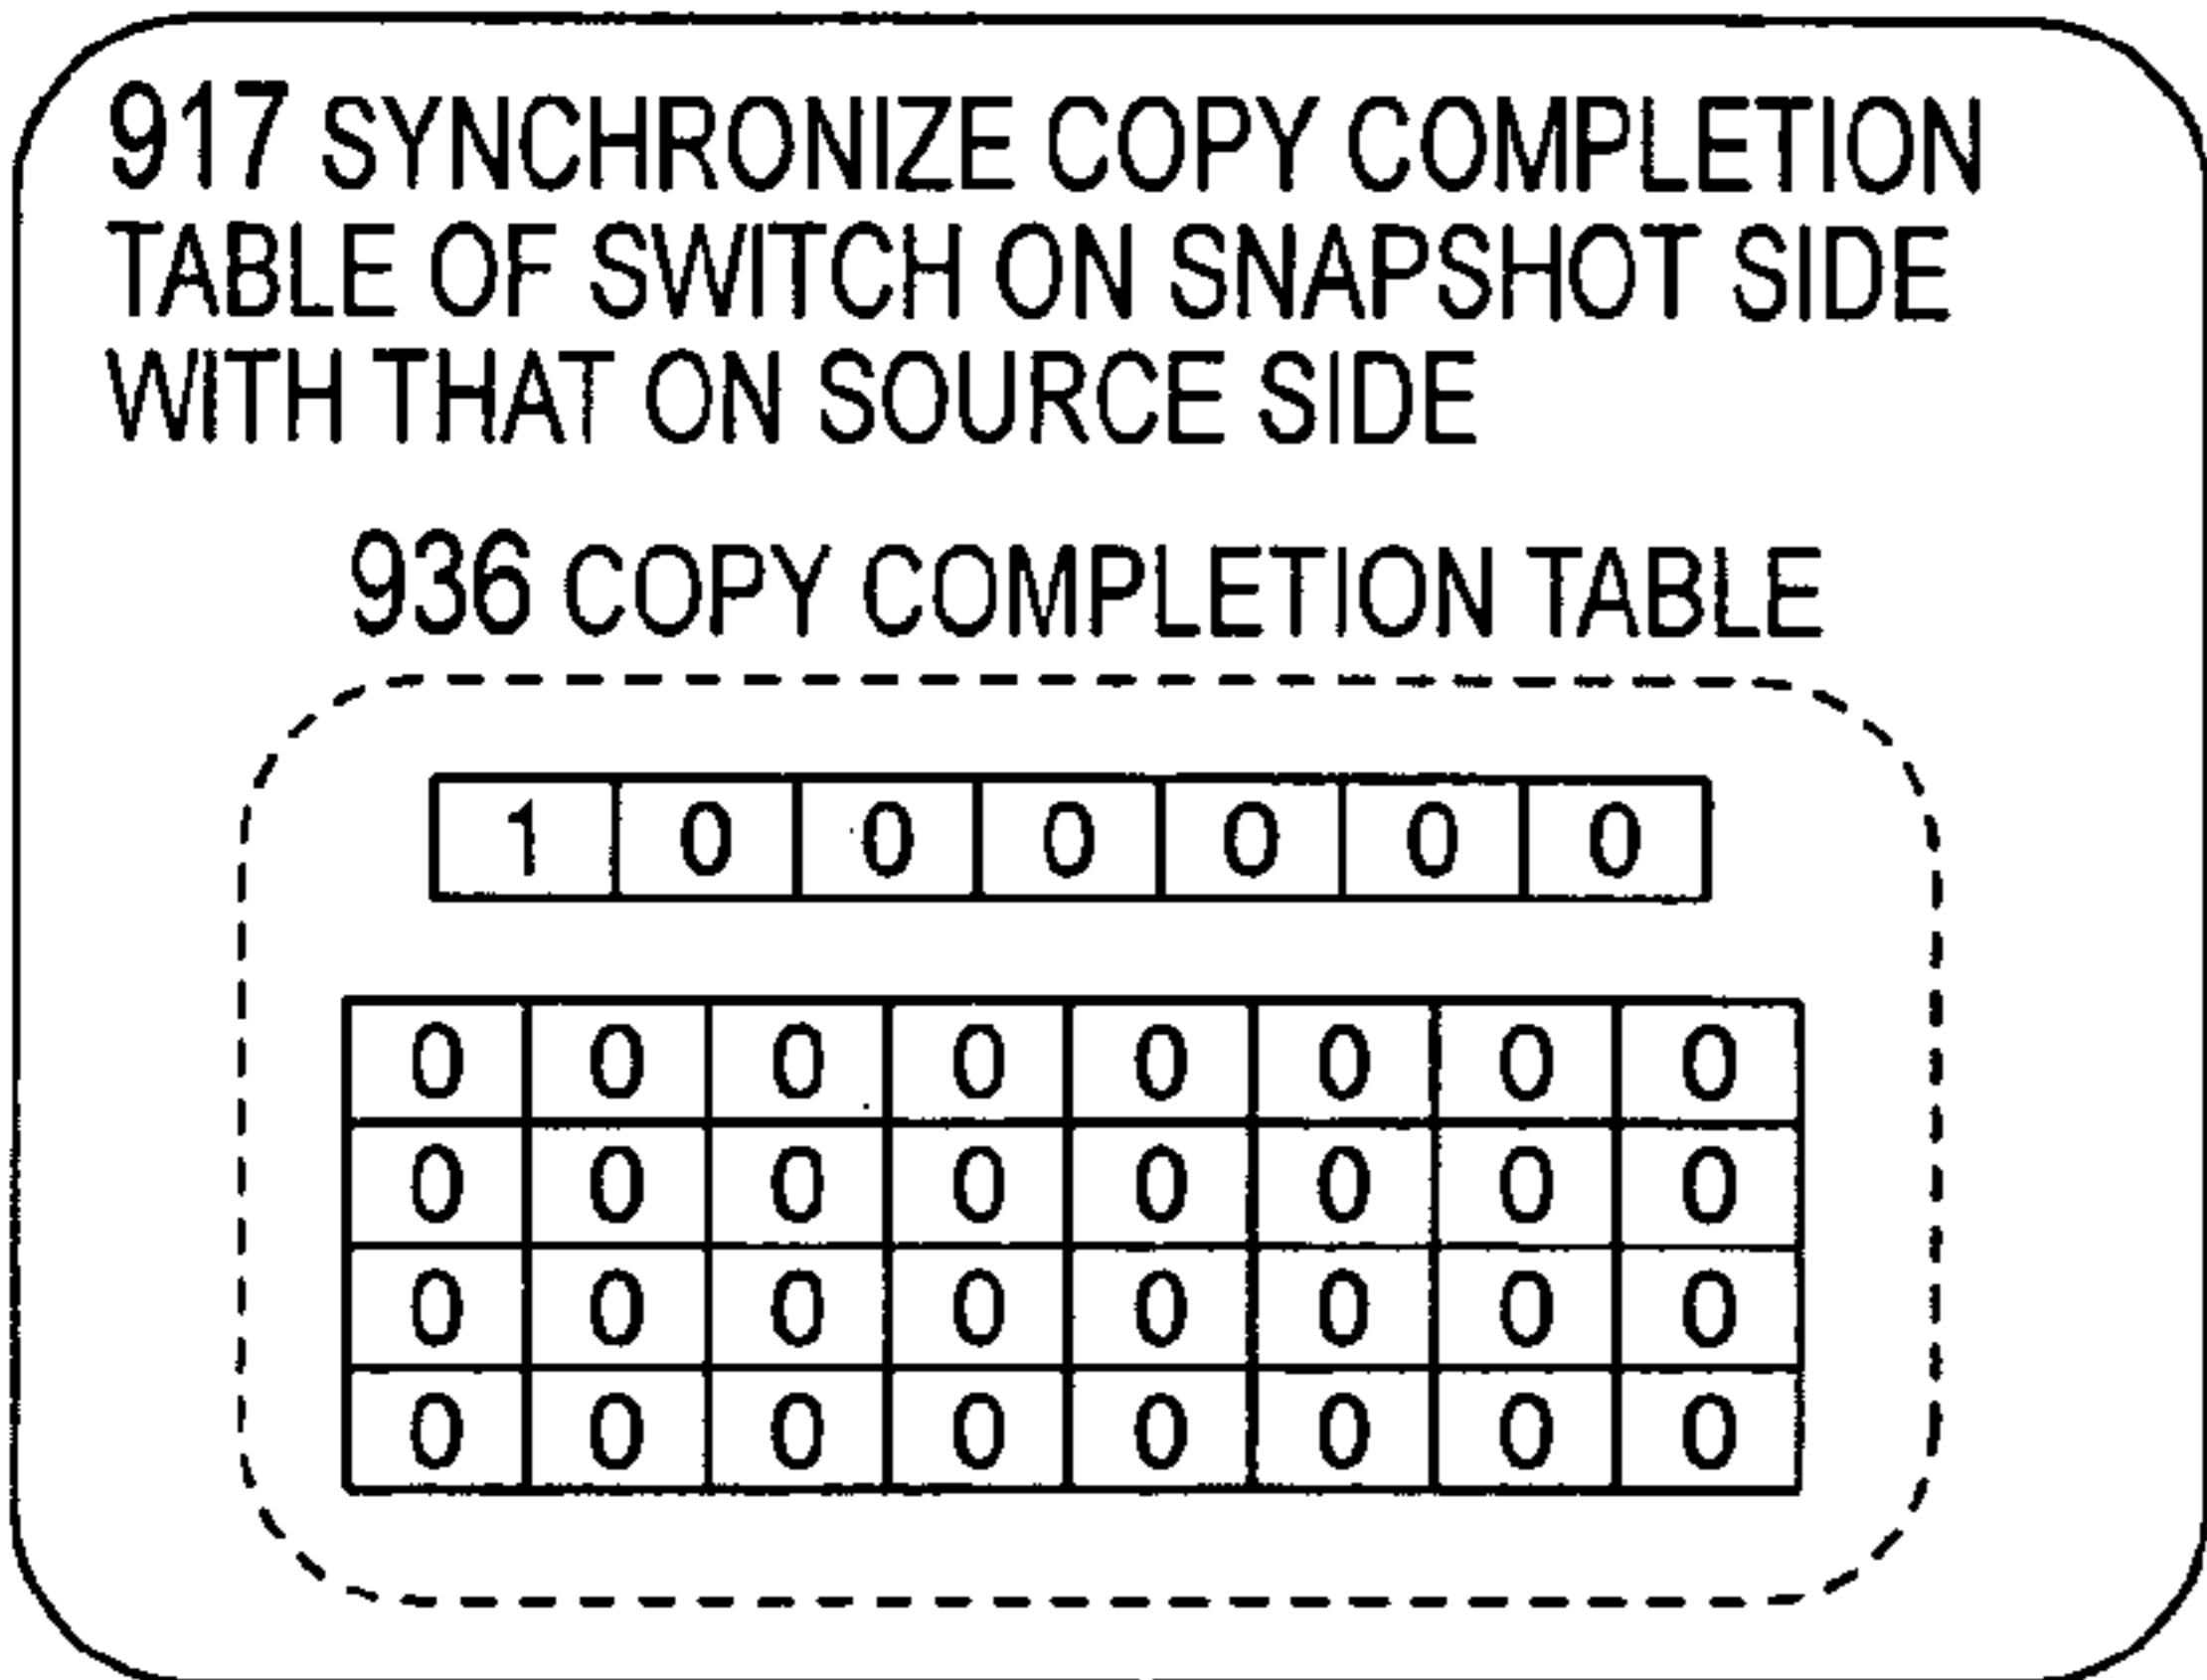 917 SYNCHRONIZE COPY COMPLETION
TABLE OF SWITCH ON SNAPSHOT SIDE
WITH THAT ON SOURCE SIDE
936 COPY COMPLETION TABLE
1 0 0 0 0 0 0
0 0 0 0 0 0 0 0
0 0 0 0 0 0 0 0
0 0 0 0 0 0 0 0
0 0 0 0 0 0 0 0